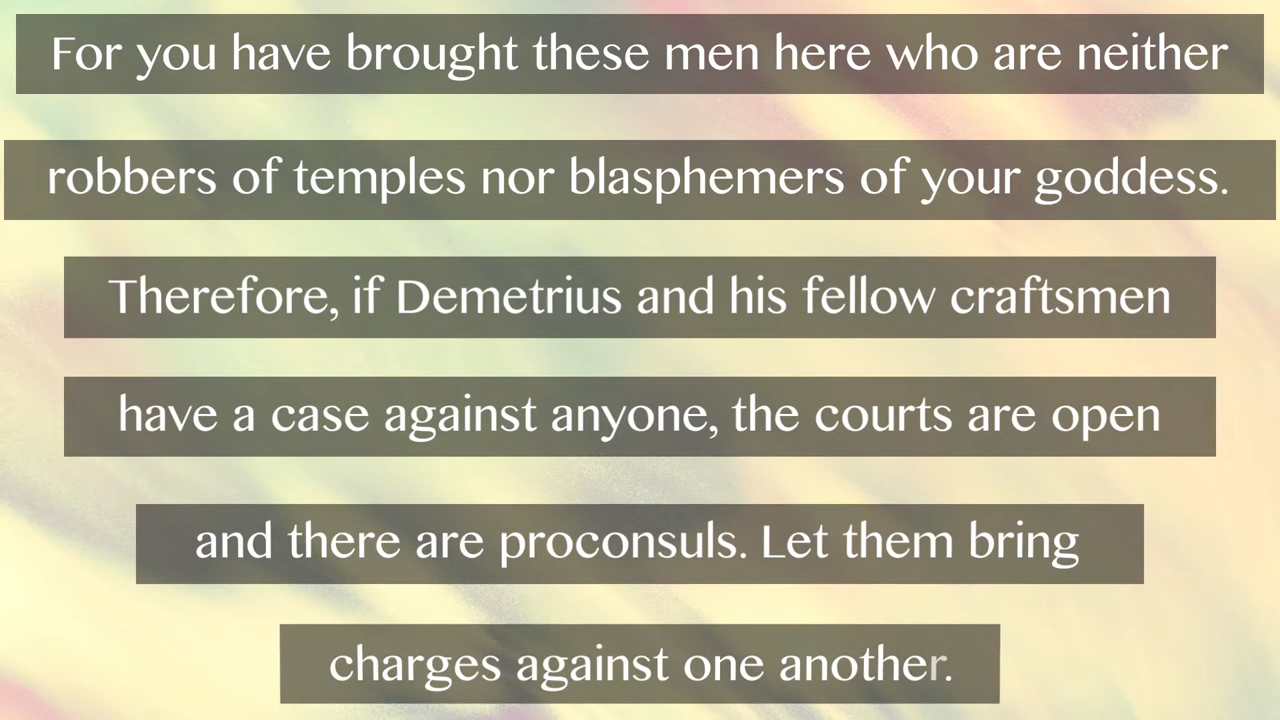 For you have brought these men here who are neither
robbers of temples nor blasphemers of your goddess.
Therefore, if Demetrius and his fellow craftsmen
have a case against anyone, the courts are open
and there are proconsuls. Let them bring
charges against one another.